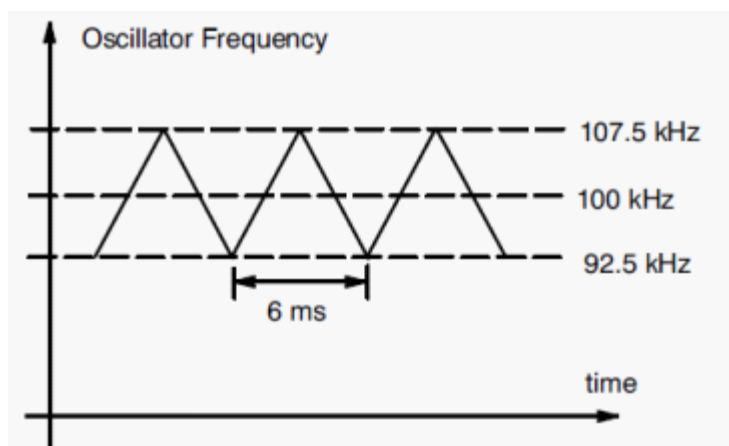 Oscillator Frequency
107.5 kHz
100 kHz
92.5 kHz
6 ms
time